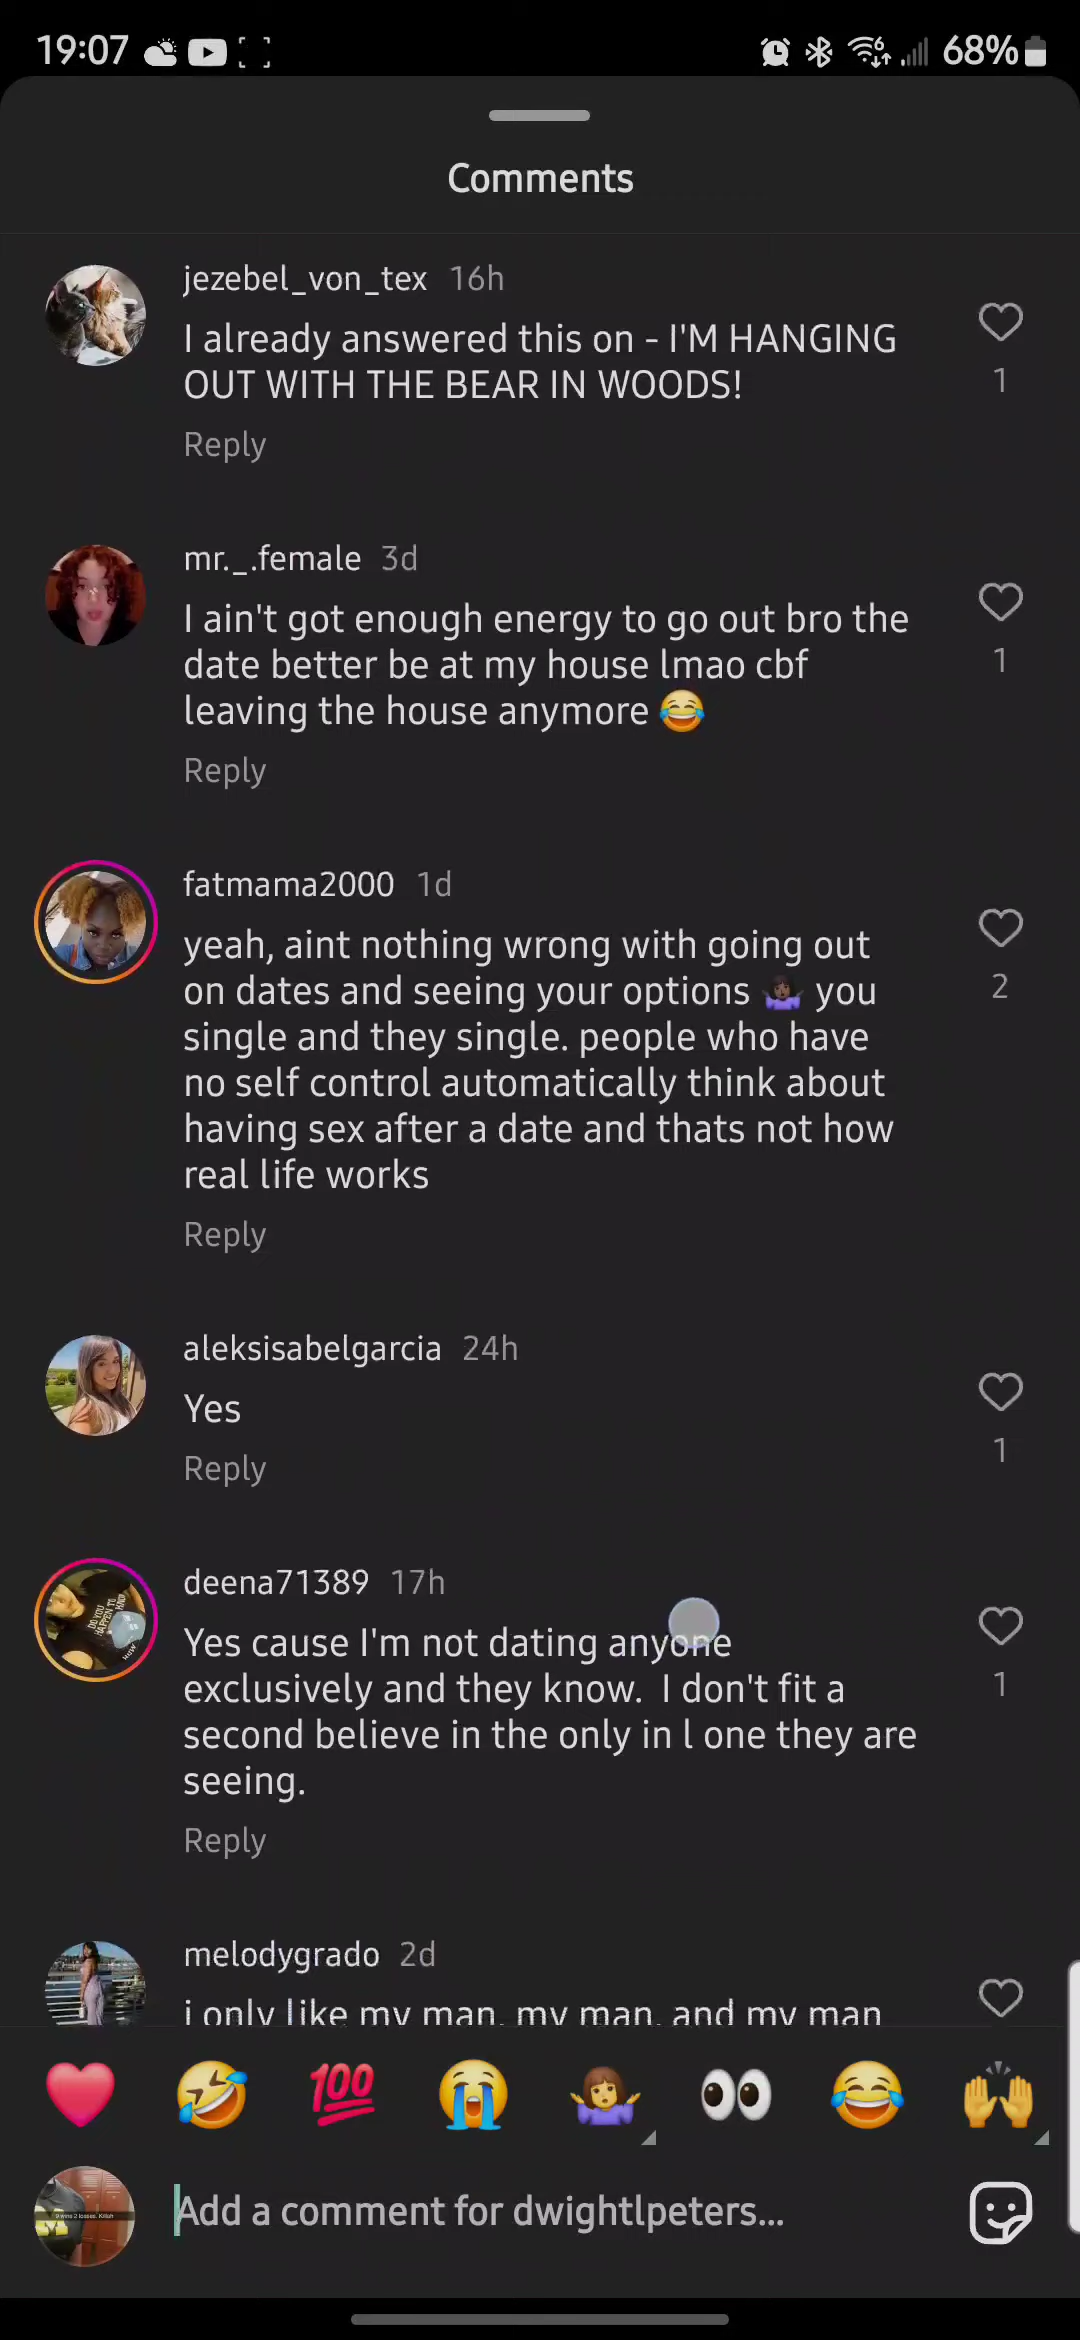 19:07
6
68%
Comments
jezebel_von_tex 16h
I already answered this on - I'M HANGING
OUT WITH THE BEAR IN WOODS!
1
Reply
mr._.female 3d
I ain't got enough energy to go out bro the
date better be at my house lmao cbf
leaving the house anymore 😂
1
Reply
fatmama2000 1d
yeah, aint nothing wrong with going out
on dates and seeing your options 🤷🏿‍♀️ you
single and they single. people who have
no self control automatically think about
having sex after a date and thats not how
real life works
2
Reply
aleksisabelgarcia 24h
Yes
1
Reply
deena71389 17h
Yes cause I'm not dating anyone
exclusively and they know. I don't fit a
second believe in the only in l one they are
seeing.
1
Reply
melodygrado 2d
i only like my man, my man, and my man
❤️ 🤣 💯 😭 🤷‍♀️ 👀 😂 🙌
Add a comment for dwightlpeters...